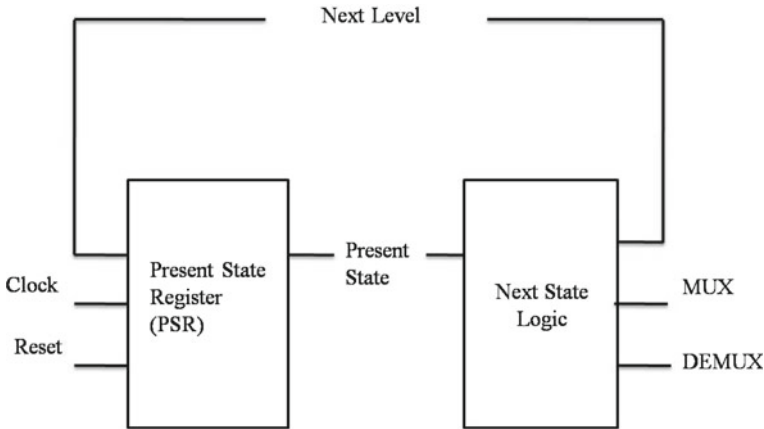 Next Level
Present State
Register
(PSR)
Present
State
Next State
Logic
Clock
Reset
MUX
DEMUX